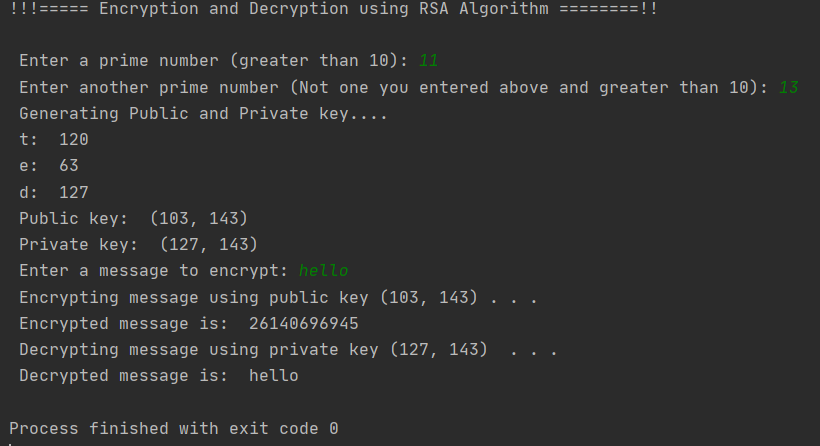 !!!===== Encryption and Decryption using RSA Algorithm ========!!
Enter a prime number (greater than 10): 11
Enter another prime number (Not one you entered above and greater than 10): 13
Generating Public and Private key....
t:  120
e:  63
d:  127
Public key:  (103, 143)
Private key:  (127, 143)
Enter a message to encrypt: hello
Encrypting message using public key (103, 143) . . .
Encrypted message is:  26140696945
Decrypting message using private key (127, 143)  . . .
Decrypted message is:  hello
Process finished with exit code 0